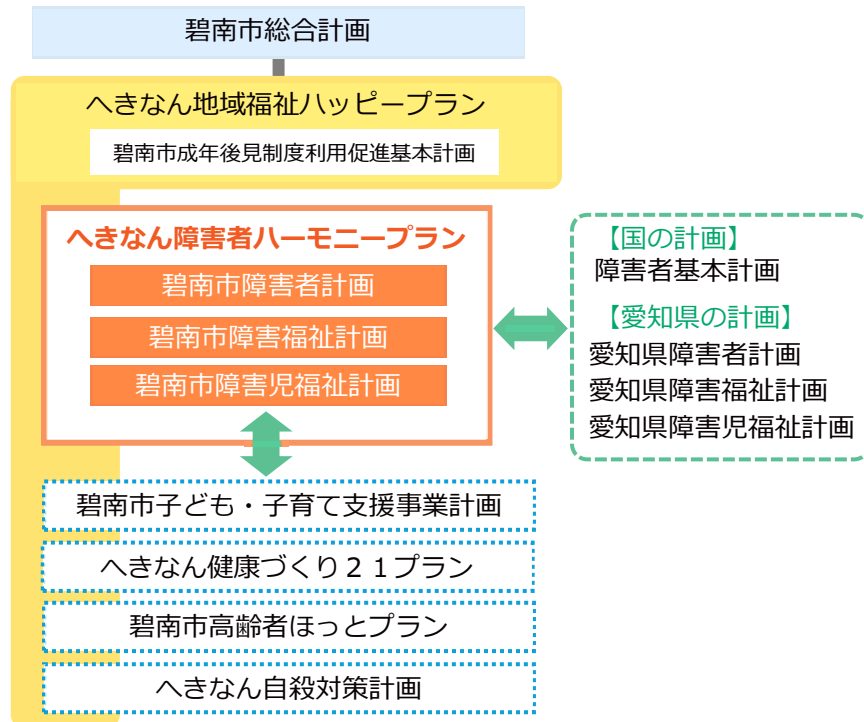 碧南市総合計画
へきなん地域福祉ハッピープラン
碧南市成年後見制度利用促進基本計画
へきなん障害者ハーモニープラン
碧南市障害者計画
碧南市障害福祉計画
碧南市障害児福祉計画
【国の計画】
障害者基本計画
【愛知県の計画】
愛知県障害者計画
愛知県障害福祉計画
愛知県障害児福祉計画
碧南市子ども・子育て支援事業計画
へきなん健康づくり２１プラン
碧南市高齢者ほっとプラン
へきなん自殺対策計画